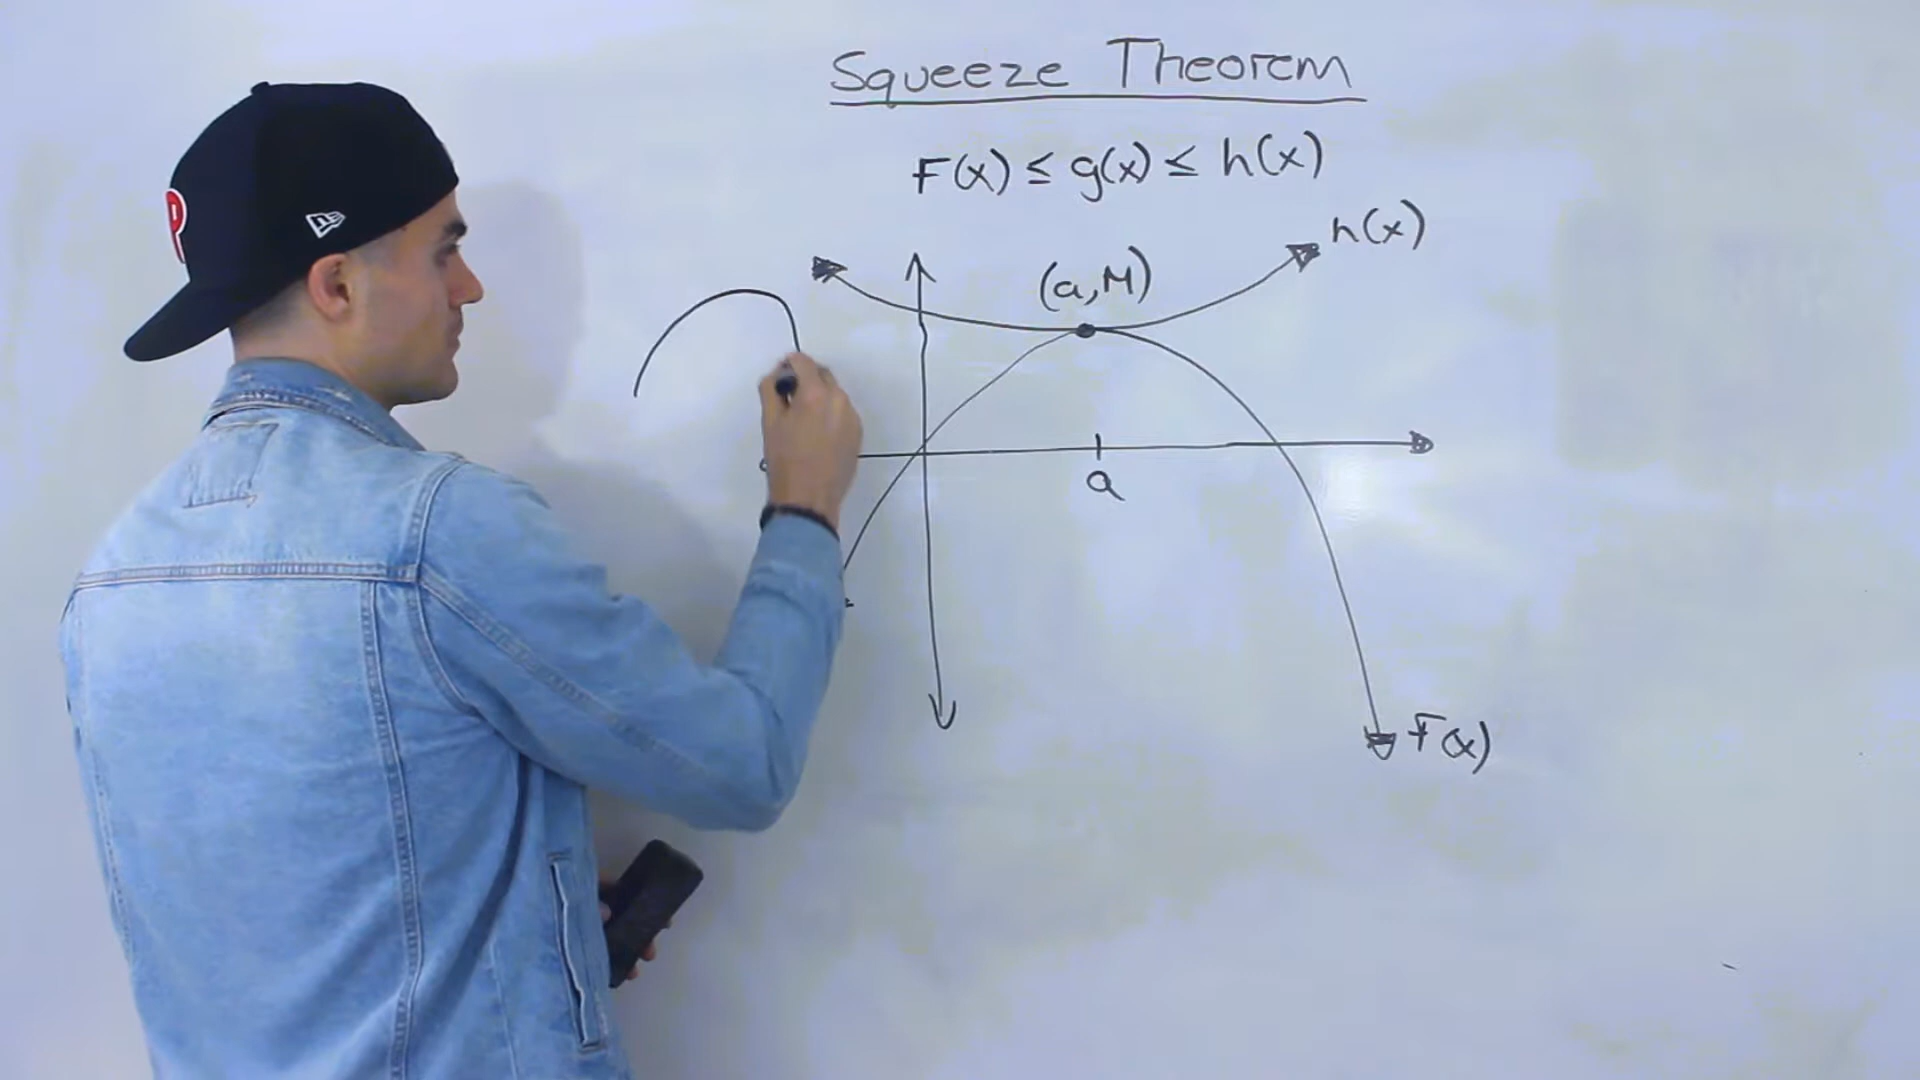 Squeeze Theorem
F(x) ≤ g(x) ≤ h(x)
h(x)
(a, M)
a
F(x)
P